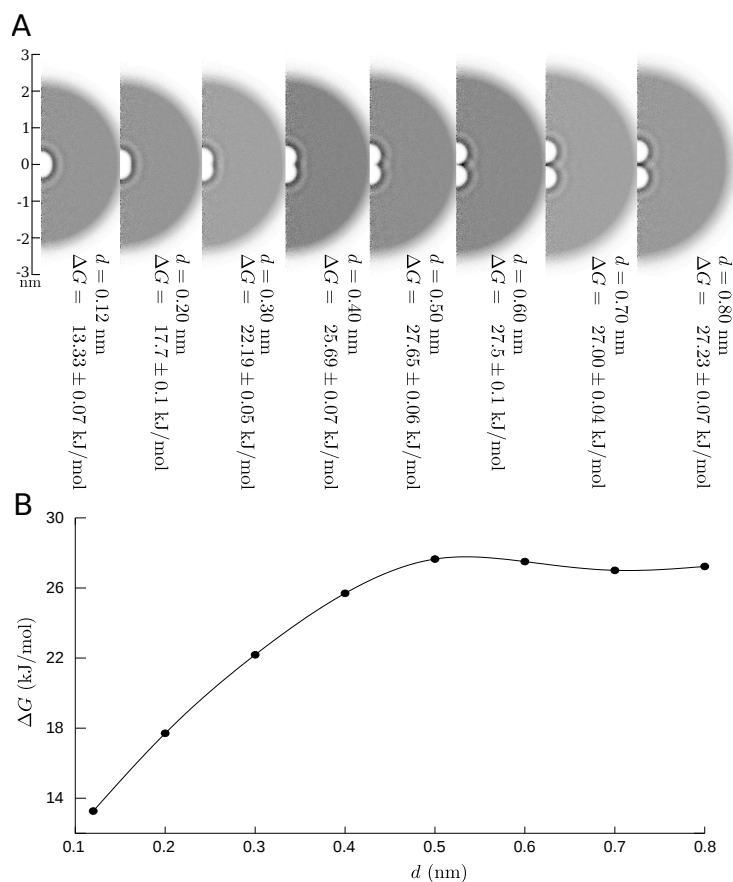 A
3
2
1
0
-1
-2
-3
nm
d = 0.12 nm
ΔG = 13.33 ± 0.07 kJ/mol
d = 0.20 nm
ΔG = 17.7 ± 0.1 kJ/mol
d = 0.30 nm
ΔG = 22.19 ± 0.05 kJ/mol
d = 0.40 nm
ΔG = 25.69 ± 0.07 kJ/mol
d = 0.50 nm
ΔG = 27.65 ± 0.06 kJ/mol
d = 0.60 nm
ΔG = 27.5 ± 0.1 kJ/mol
d = 0.70 nm
ΔG = 27.00 ± 0.04 kJ/mol
d = 0.80 nm
ΔG = 27.23 ± 0.07 kJ/mol
B
30
26
22
18
14
ΔG (kJ/mol)
0.1 0.2 0.3 0.4 0.5 0.6 0.7 0.8
d (nm)